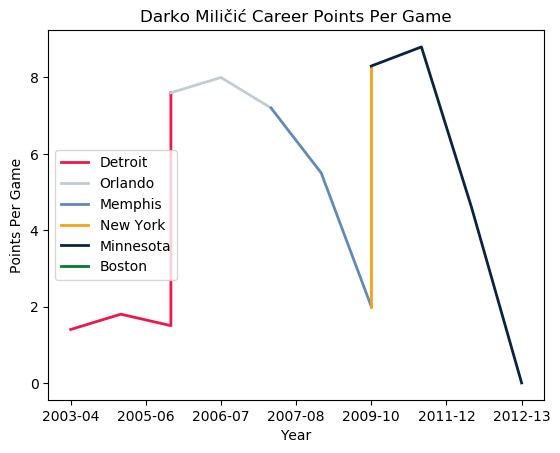 Darko Miličić Career Points Per Game
8
6
4
2
0
Points Per Game
Detroit
Orlando
Memphis
New York
Minnesota
Boston
2003-04 2005-06 2006-07 2007-08 2009-10 2011-12 2012-13
Year